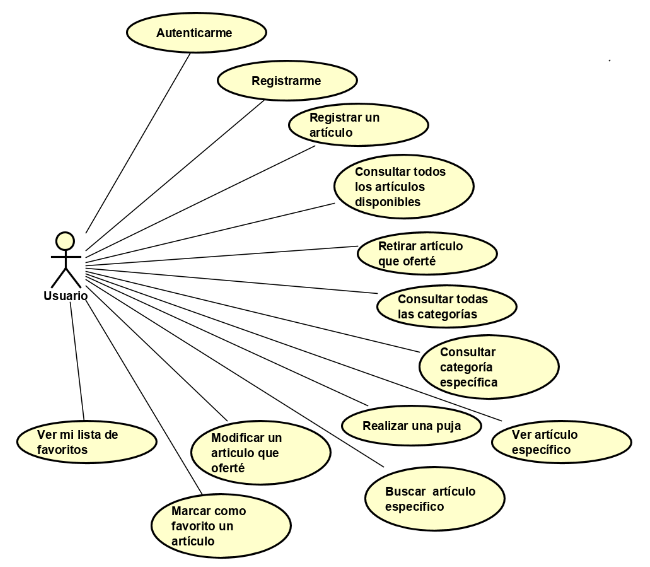 Autenticarme
Registrarme
Registrar un
artículo
Consultar todos
los artículos
disponibles
Retirar articulo
que oferté
Consultar todas
las categorías
Consultar
categoría
específica
Usuario
Realizar una puja
Ver artículo
específico
Ver mi lista de
favoritos
Modificar un
articulo que
oferté
Buscar artículo
especifico
Marcar como
favorito un
artículo